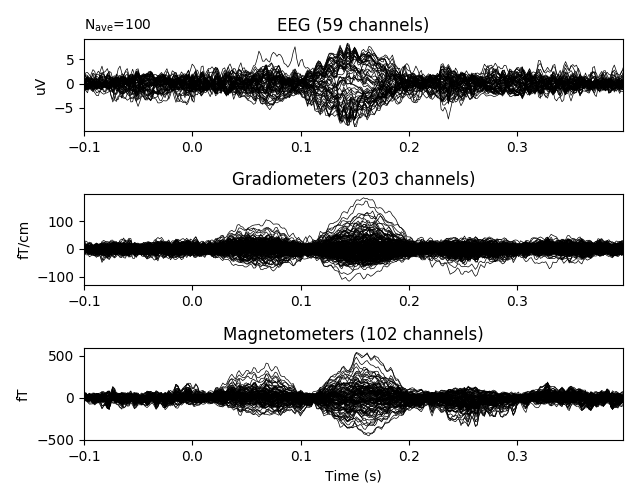 Nave=100
EEG (59 channels)
5
0
−5
uV
−0.1 0.0 0.1 0.2 0.3
Gradiometers (203 channels)
100
0
−100
fT/cm
−0.1 0.0 0.1 0.2 0.3
Magnetometers (102 channels)
500
0
−500
fT
−0.1 0.0 0.1 0.2 0.3
Time (s)